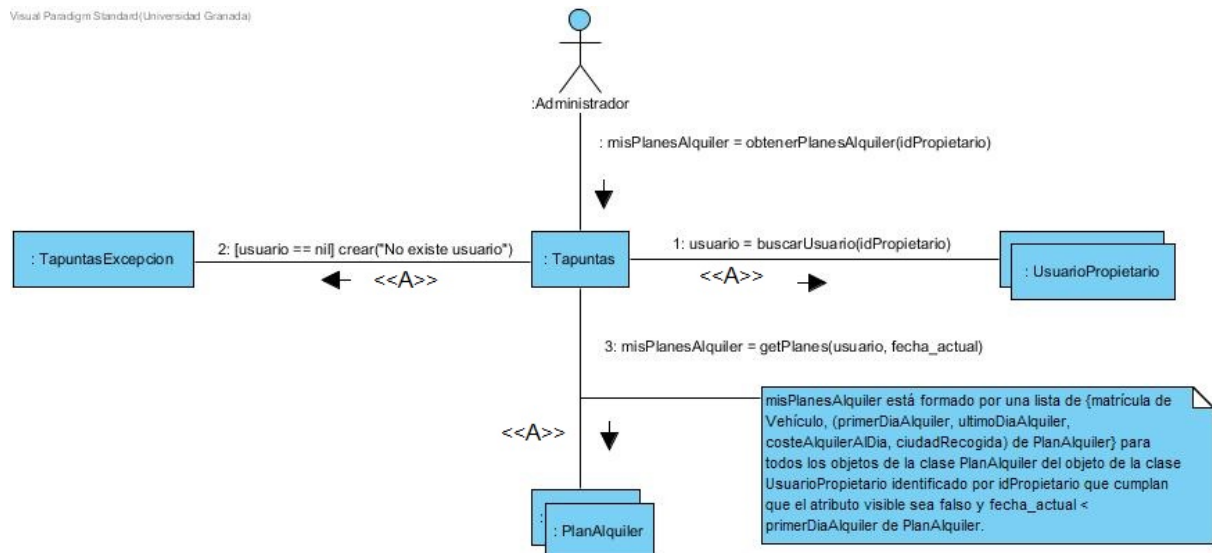 Visual Paradigm Standard(Universidad Granada)
:Administrador
: misPlanesAlquiler = obtenerPlanesAlquiler(idPropietario)
: TapuntasExcepcion
2: [usuario == nil] crear("No existe usuario")
<<A>>
: Tapuntas
1: usuario = buscarUsuario(idPropietario)
<<A>>
: UsuarioPropietario
3: misPlanesAlquiler = getPlanes(usuario, fecha_actual)
<<A>>
misPlanesAlquiler está formado por una lista de {matrícula de
Vehículo, (primerDiaAlquiler, ultimoDiaAlquiler,
costeAlquilerAlDia, ciudadRecogida) de PlanAlquiler} para
todos los objetos de la clase PlanAlquiler del objeto de la clase
UsuarioPropietario identificado por idPropietario que cumplan
que el atributo visible sea falso y fecha_actual <
primerDiaAlquiler de PlanAlquiler.
:
: PlanAlquiler